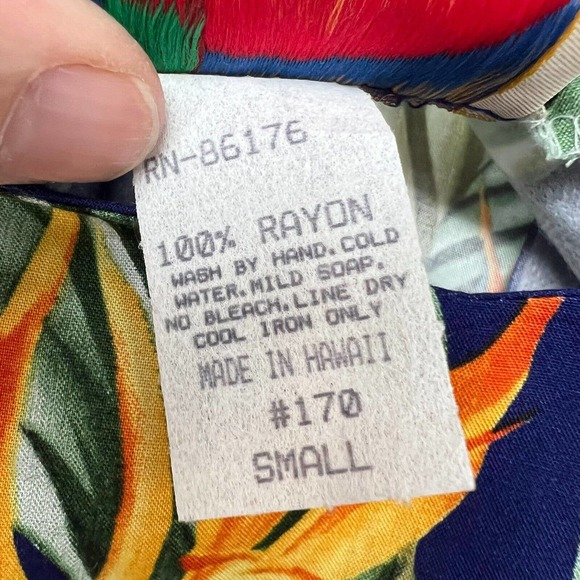 RN-86176
100% RAYON
WASH BY HAND.COLD
WATER.MILD SOAP.
NO BLEACH.LINE DRY
COOL IRON ONLY
MADE IN HAWAII
#170
SMALL